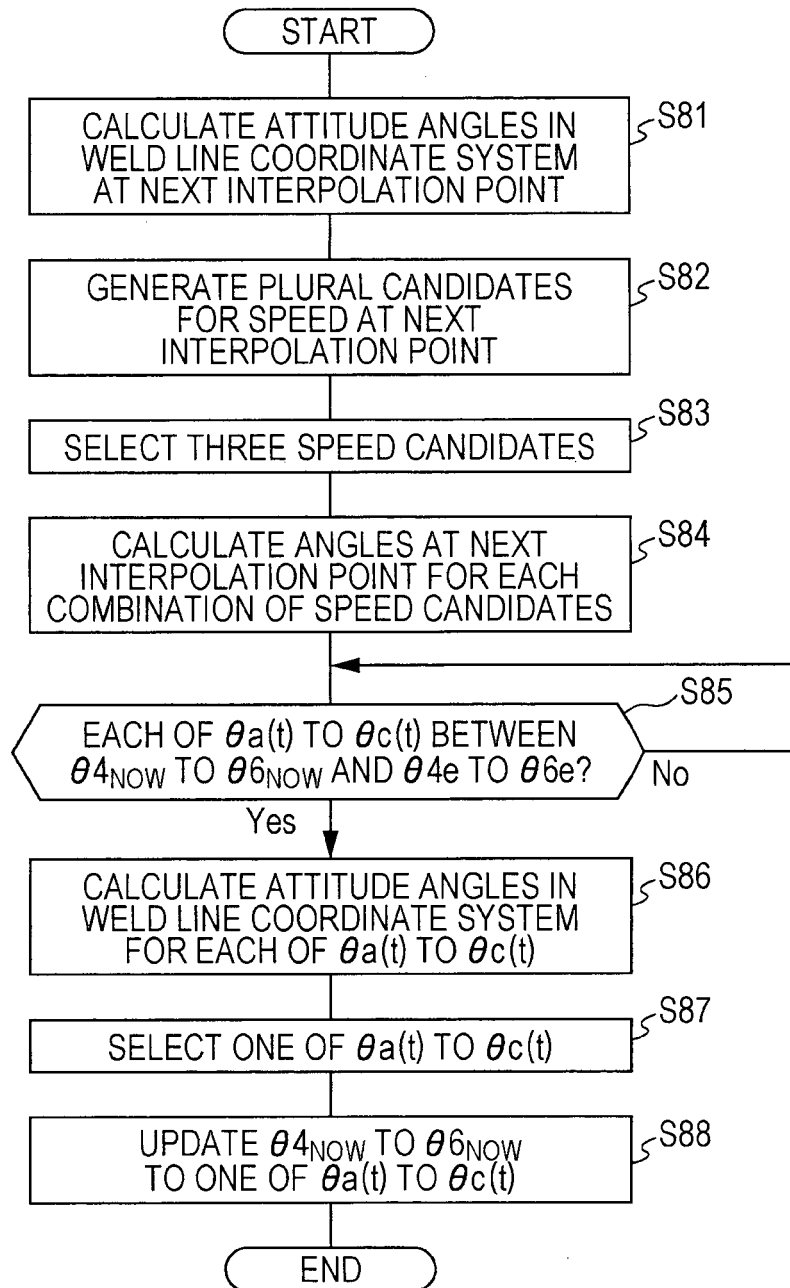 START
CALCULATE ATTITUDE ANGLES IN
WELD LINE COORDINATE SYSTEM
AT NEXT INTERPOLATION POINT
S81
GENERATE PLURAL CANDIDATES
FOR SPEED AT NEXT
INTERPOLATION POINT
S82
SELECT THREE SPEED CANDIDATES
S83
CALCULATE ANGLES AT NEXT
INTERPOLATION POINT FOR EACH
COMBINATION OF SPEED CANDIDATES
S84
EACH OF θa(t) TO θc(t) BETWEEN
θ4NOW TO θ6NOW AND θ4e TO θ6e?
S85
No
Yes
CALCULATE ATTITUDE ANGLES IN
WELD LINE COORDINATE SYSTEM
FOR EACH OF θa(t) TO θc(t)
S86
SELECT ONE OF θa(t) TO θc(t)
S87
UPDATE θ4NOW TO θ6NOW
TO ONE OF θa(t) TO θc(t)
S88
END